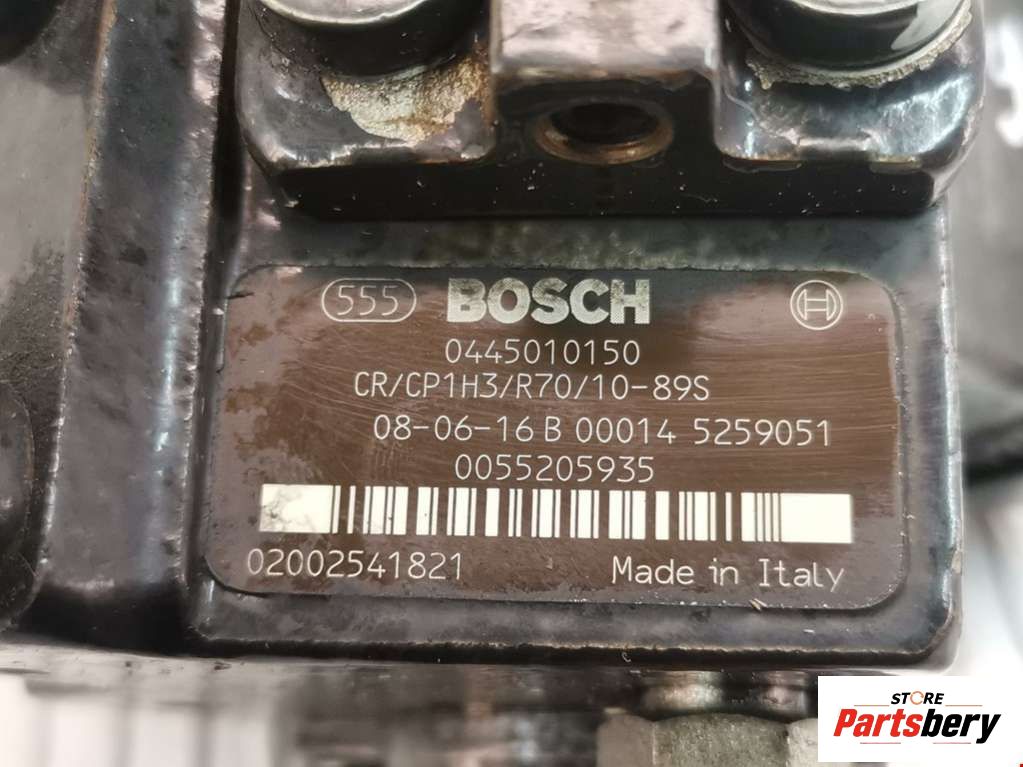 555 BOSCH H
0445010150
CR/CP1H3/R70/10-89S
08-06-16 B 00014 5259051
0055205935
02002541821 Made in Italy
STORE
Partsbery